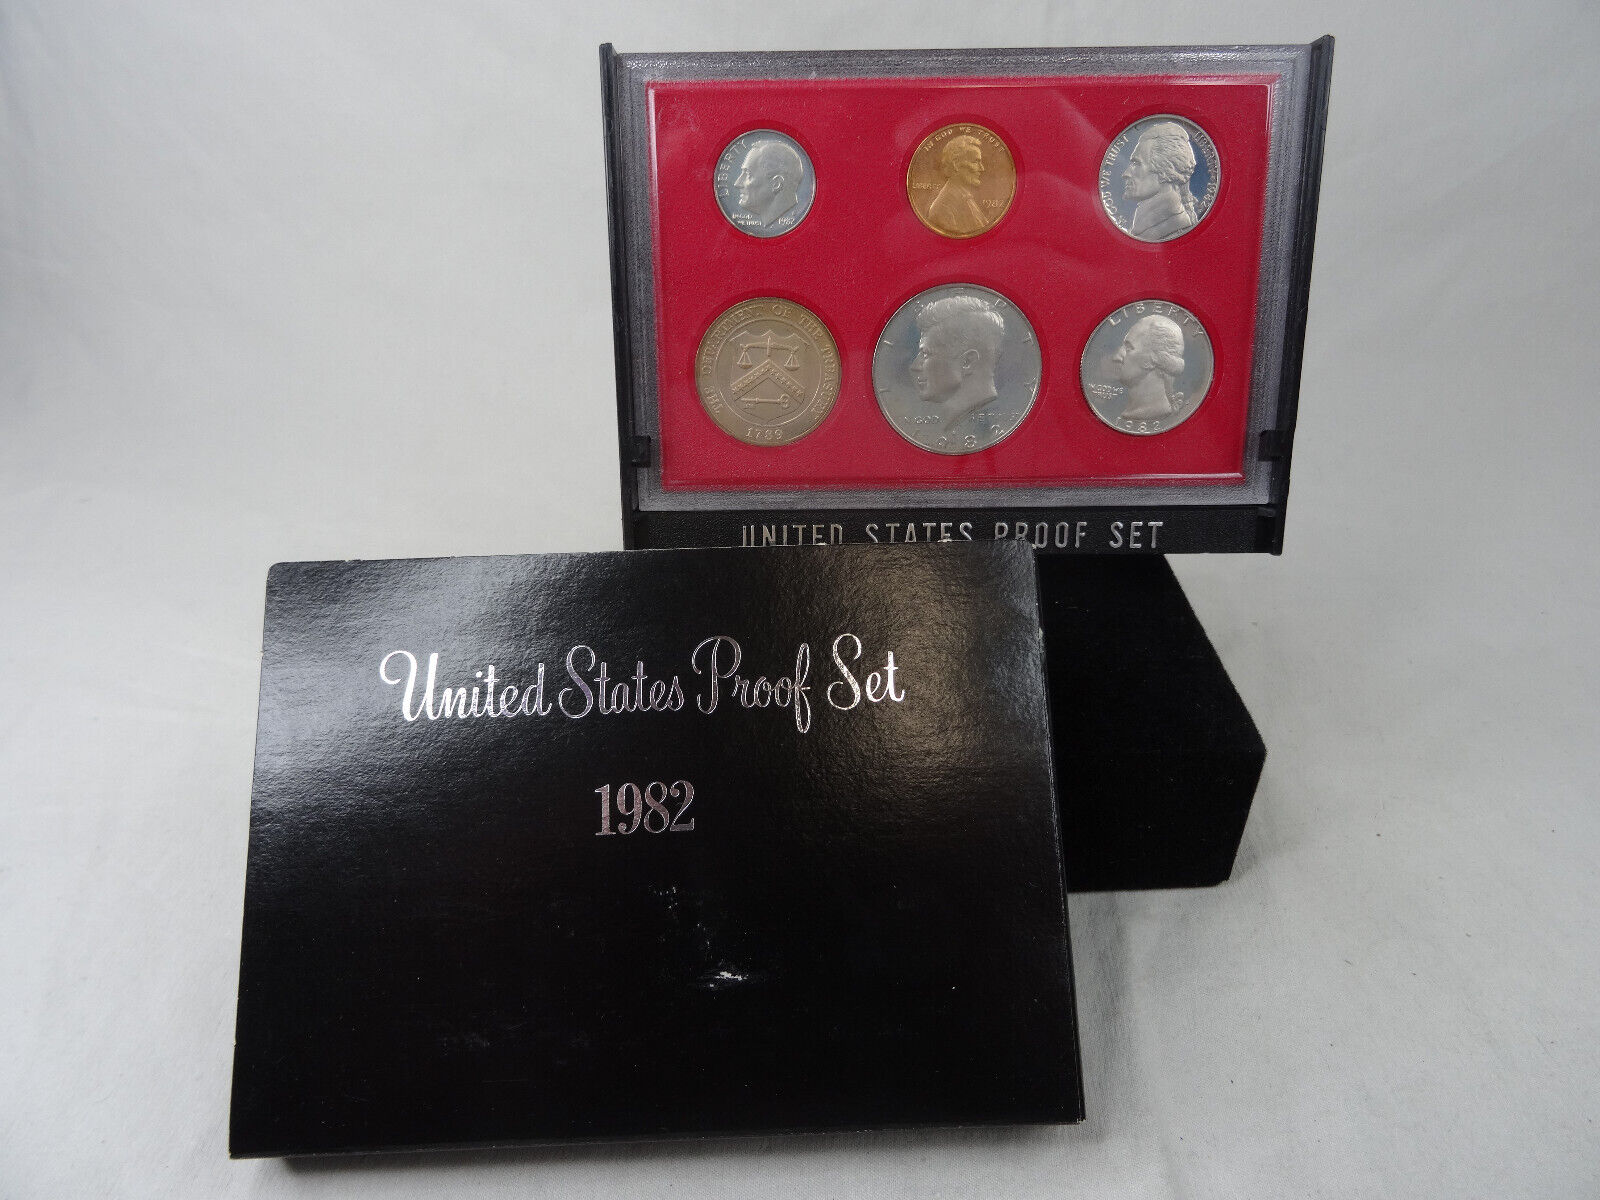 LIBERTY
IN GOD
WE TRUST
1982
IN GOD WE TRUST
LIBERTY
1982
IN GOD WE TRUST
LIBERTY 1982
THE DEPARTMENT OF THE TREASURY
1789
LIBERTY
IN GOD WE TRUST
1982
LIBERTY
IN GOD WE
TRUST
1982
UNITED STATES PROOF SET
United States Proof Set
1982